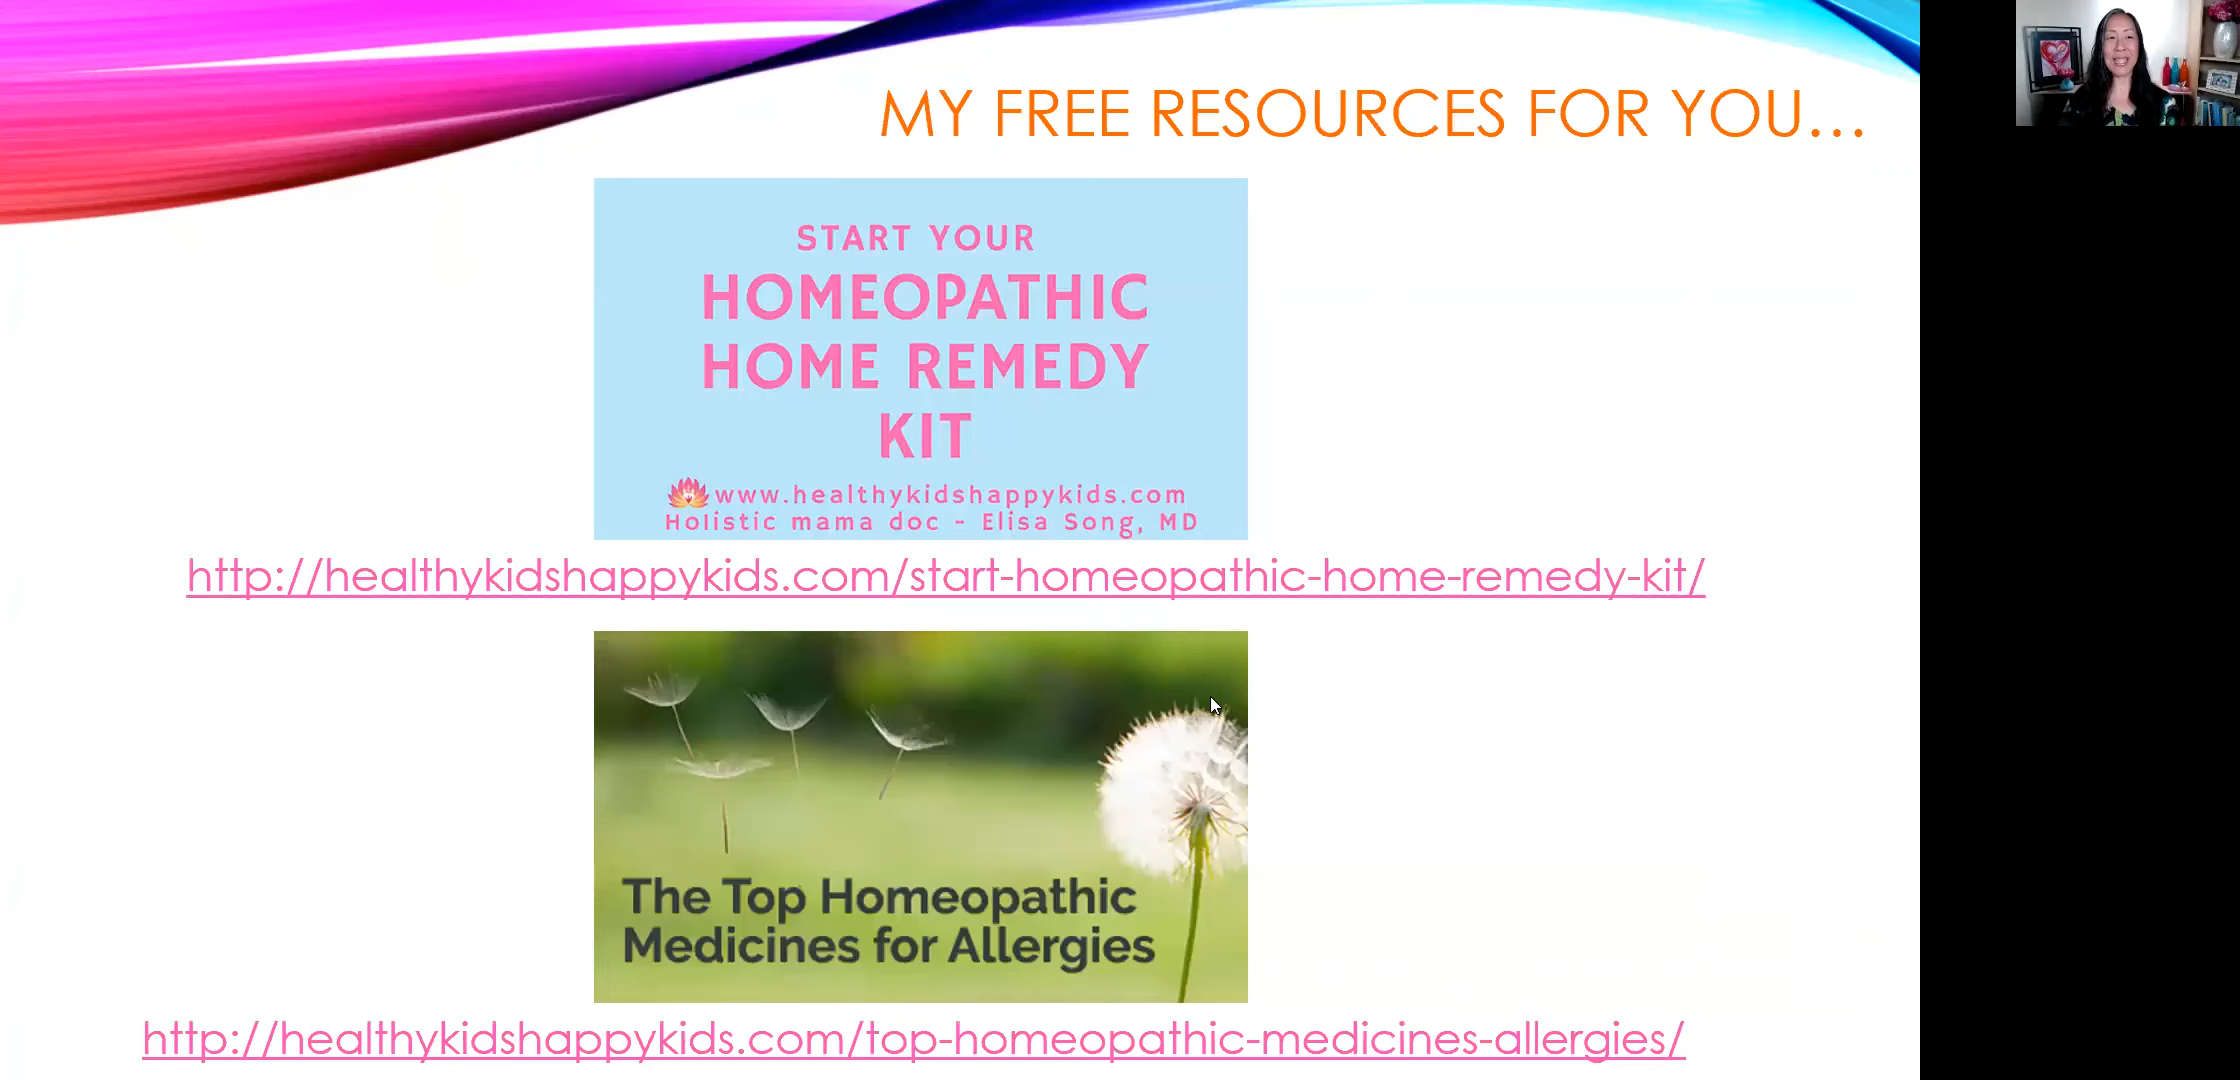 MY FREE RESOURCES FOR YOU...
START YOUR
HOMEOPATHIC
HOME REMEDY
KIT
www.healthykidshappykids.com
Holistic mama doc - Elisa Song, MD
http://healthykidshappykids.com/start-homeopathic-home-remedy-kit/
The Top Homeopathic
Medicines for Allergies
http://healthykidshappykids.com/top-homeopathic-medicines-allergies/